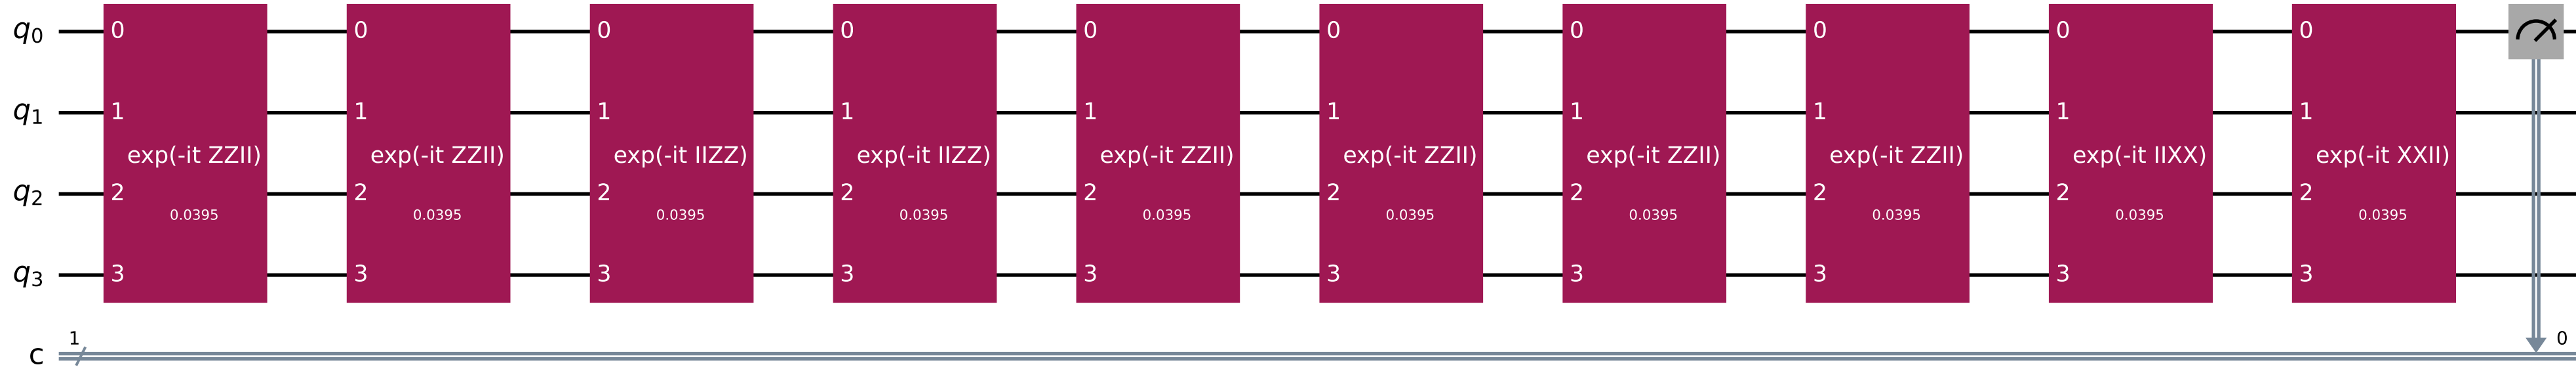 q0 0 0 0 0 0 0 0 0 0 0
q1 1 1 1 1 1 1 1 1 1 1
exp(-it ZZII) exp(-it ZZII) exp(-it IIZZ) exp(-it IIZZ) exp(-it ZZII) exp(-it ZZII) exp(-it ZZII) exp(-it ZZII) exp(-it IIXX) exp(-it XXII)
q2 2 2 2 2 2 2 2 2 2 2
0.0395 0.0395 0.0395 0.0395 0.0395 0.0395 0.0395 0.0395 0.0395 0.0395
q3 3 3 3 3 3 3 3 3 3 3
1 0
c